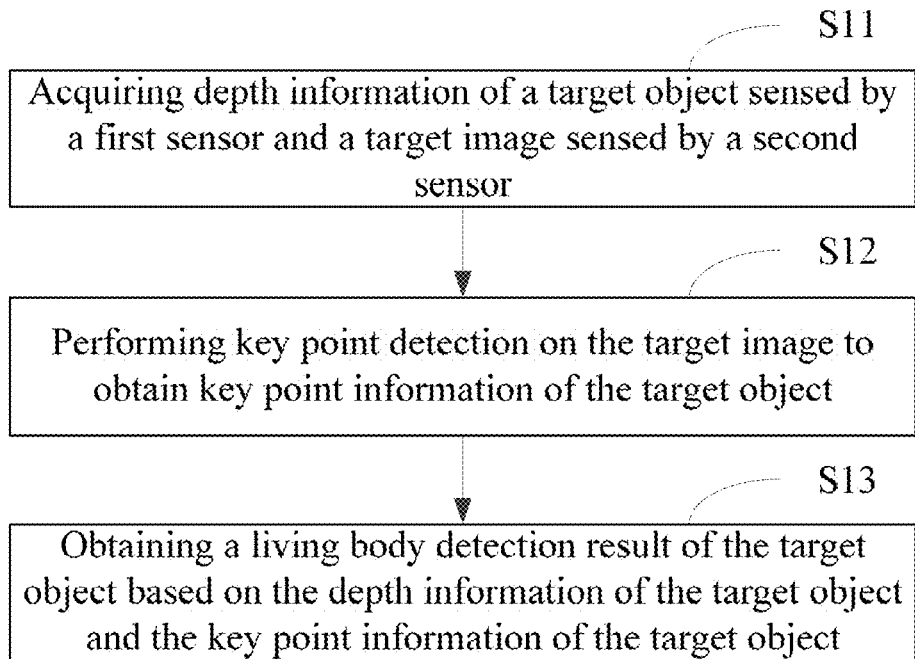 S11
Acquiring depth information of a target object sensed by
a first sensor and a target image sensed by a second
sensor
S12
Performing key point detection on the target image to
obtain key point information of the target object
S13
Obtaining a living body detection result of the target
object based on the depth information of the target object
and the key point information of the target object